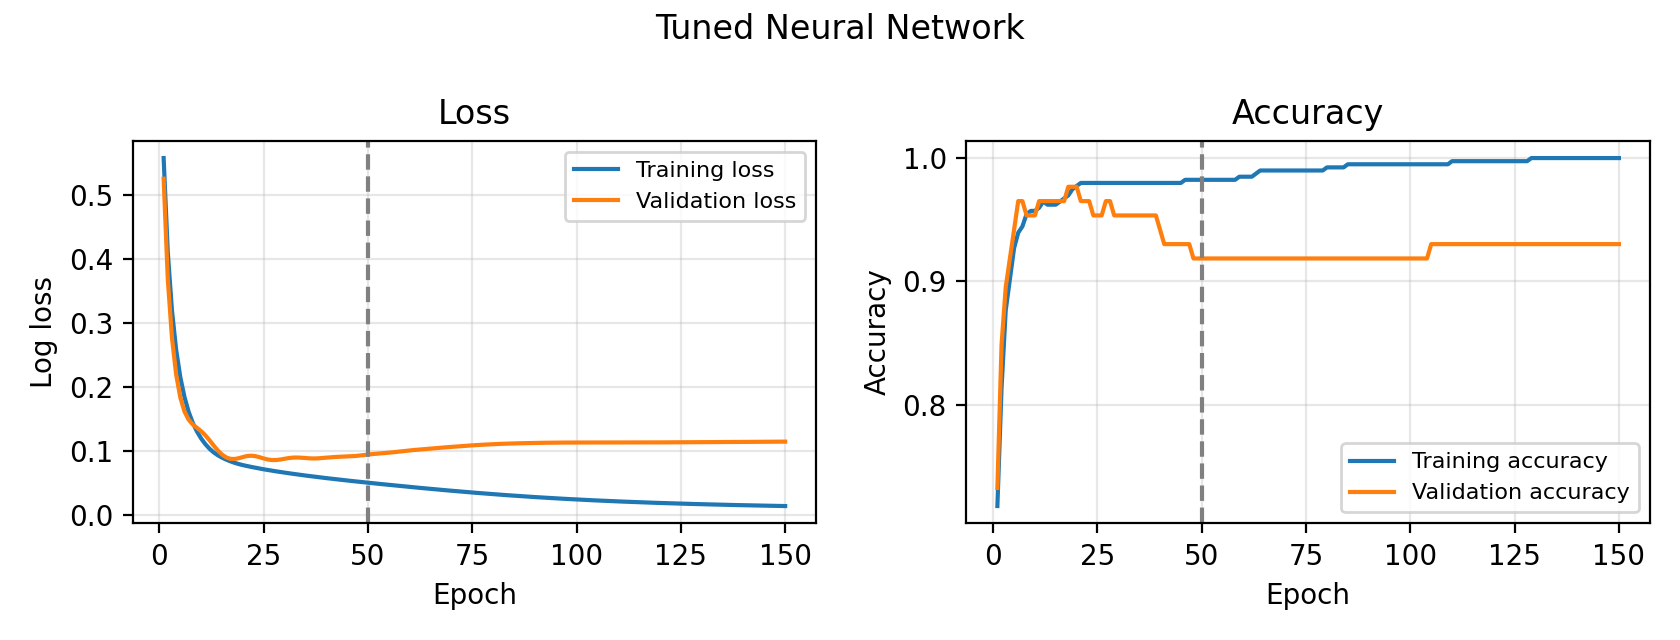 Tuned Neural Network
Loss
Log loss
0.5
0.4
0.3
0.2
0.1
0.0
Training loss
Validation loss
0 25 50 75 100 125 150
Epoch
Accuracy
Accuracy
1.0
0.9
0.8
Training accuracy
Validation accuracy
0 25 50 75 100 125 150
Epoch